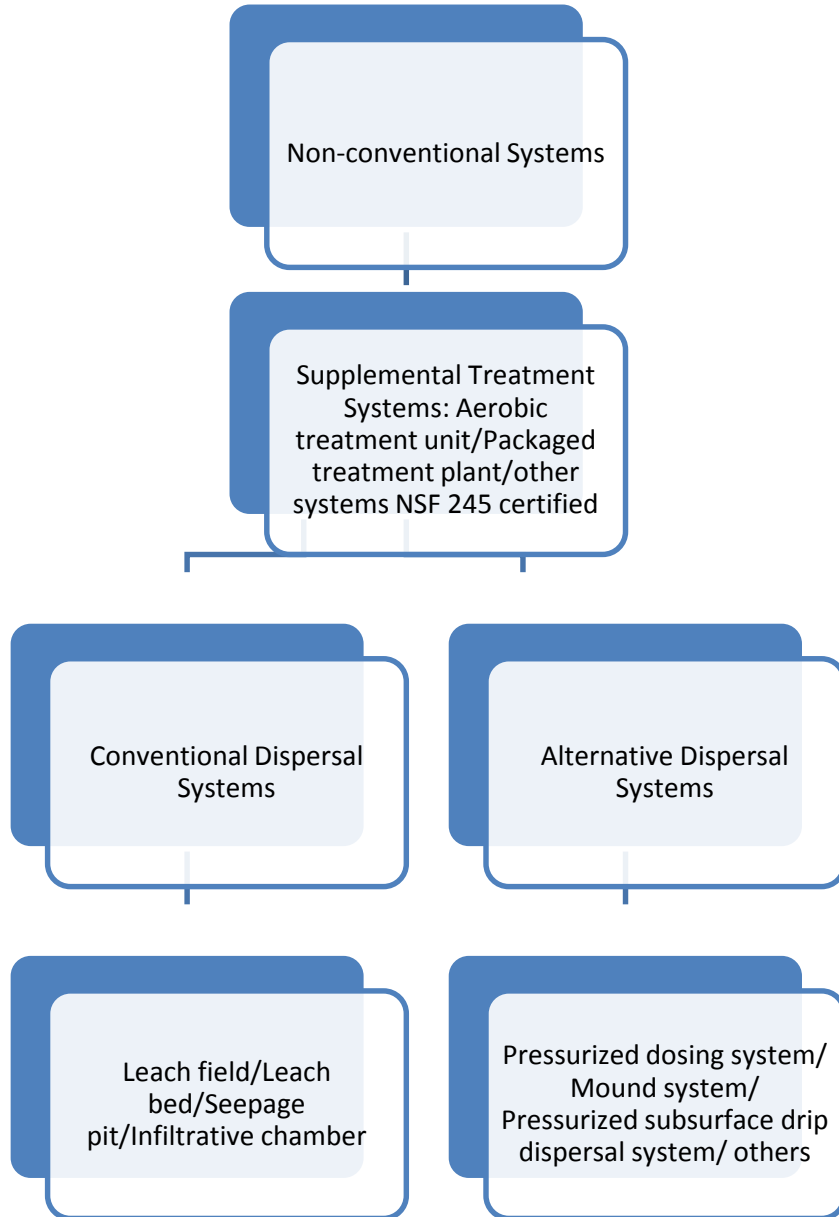 Non-conventional Systems
Supplemental Treatment
Systems: Aerobic
treatment unit/Packaged
treatment plant/other
systems NSF 245 certified
Conventional Dispersal
Systems
Alternative Dispersal
Systems
Leach field/Leach
bed/Seepage
pit/Infiltrative chamber
Pressurized dosing system/
Mound system/
Pressurized subsurface drip
dispersal system/ others